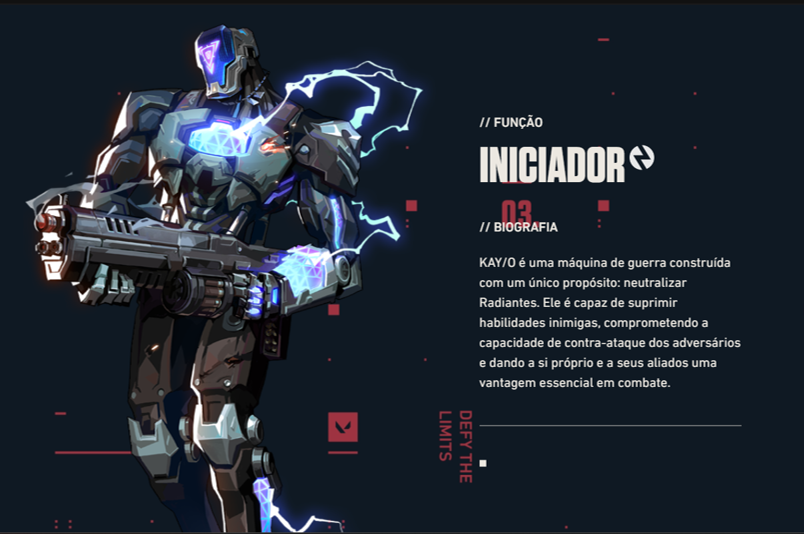 // FUNÇÃO
INICIADOR
03.
// BIOGRAFIA
KAY/O é uma máquina de guerra construída
com um único propósito: neutralizar
Radiantes. Ele é capaz de suprimir
habilidades inimigas, comprometendo a
capacidade de contra-ataque dos adversários
e dando a si próprio e a seus aliados uma
vantagem essencial em combate.
DEFY THE
LIMITS